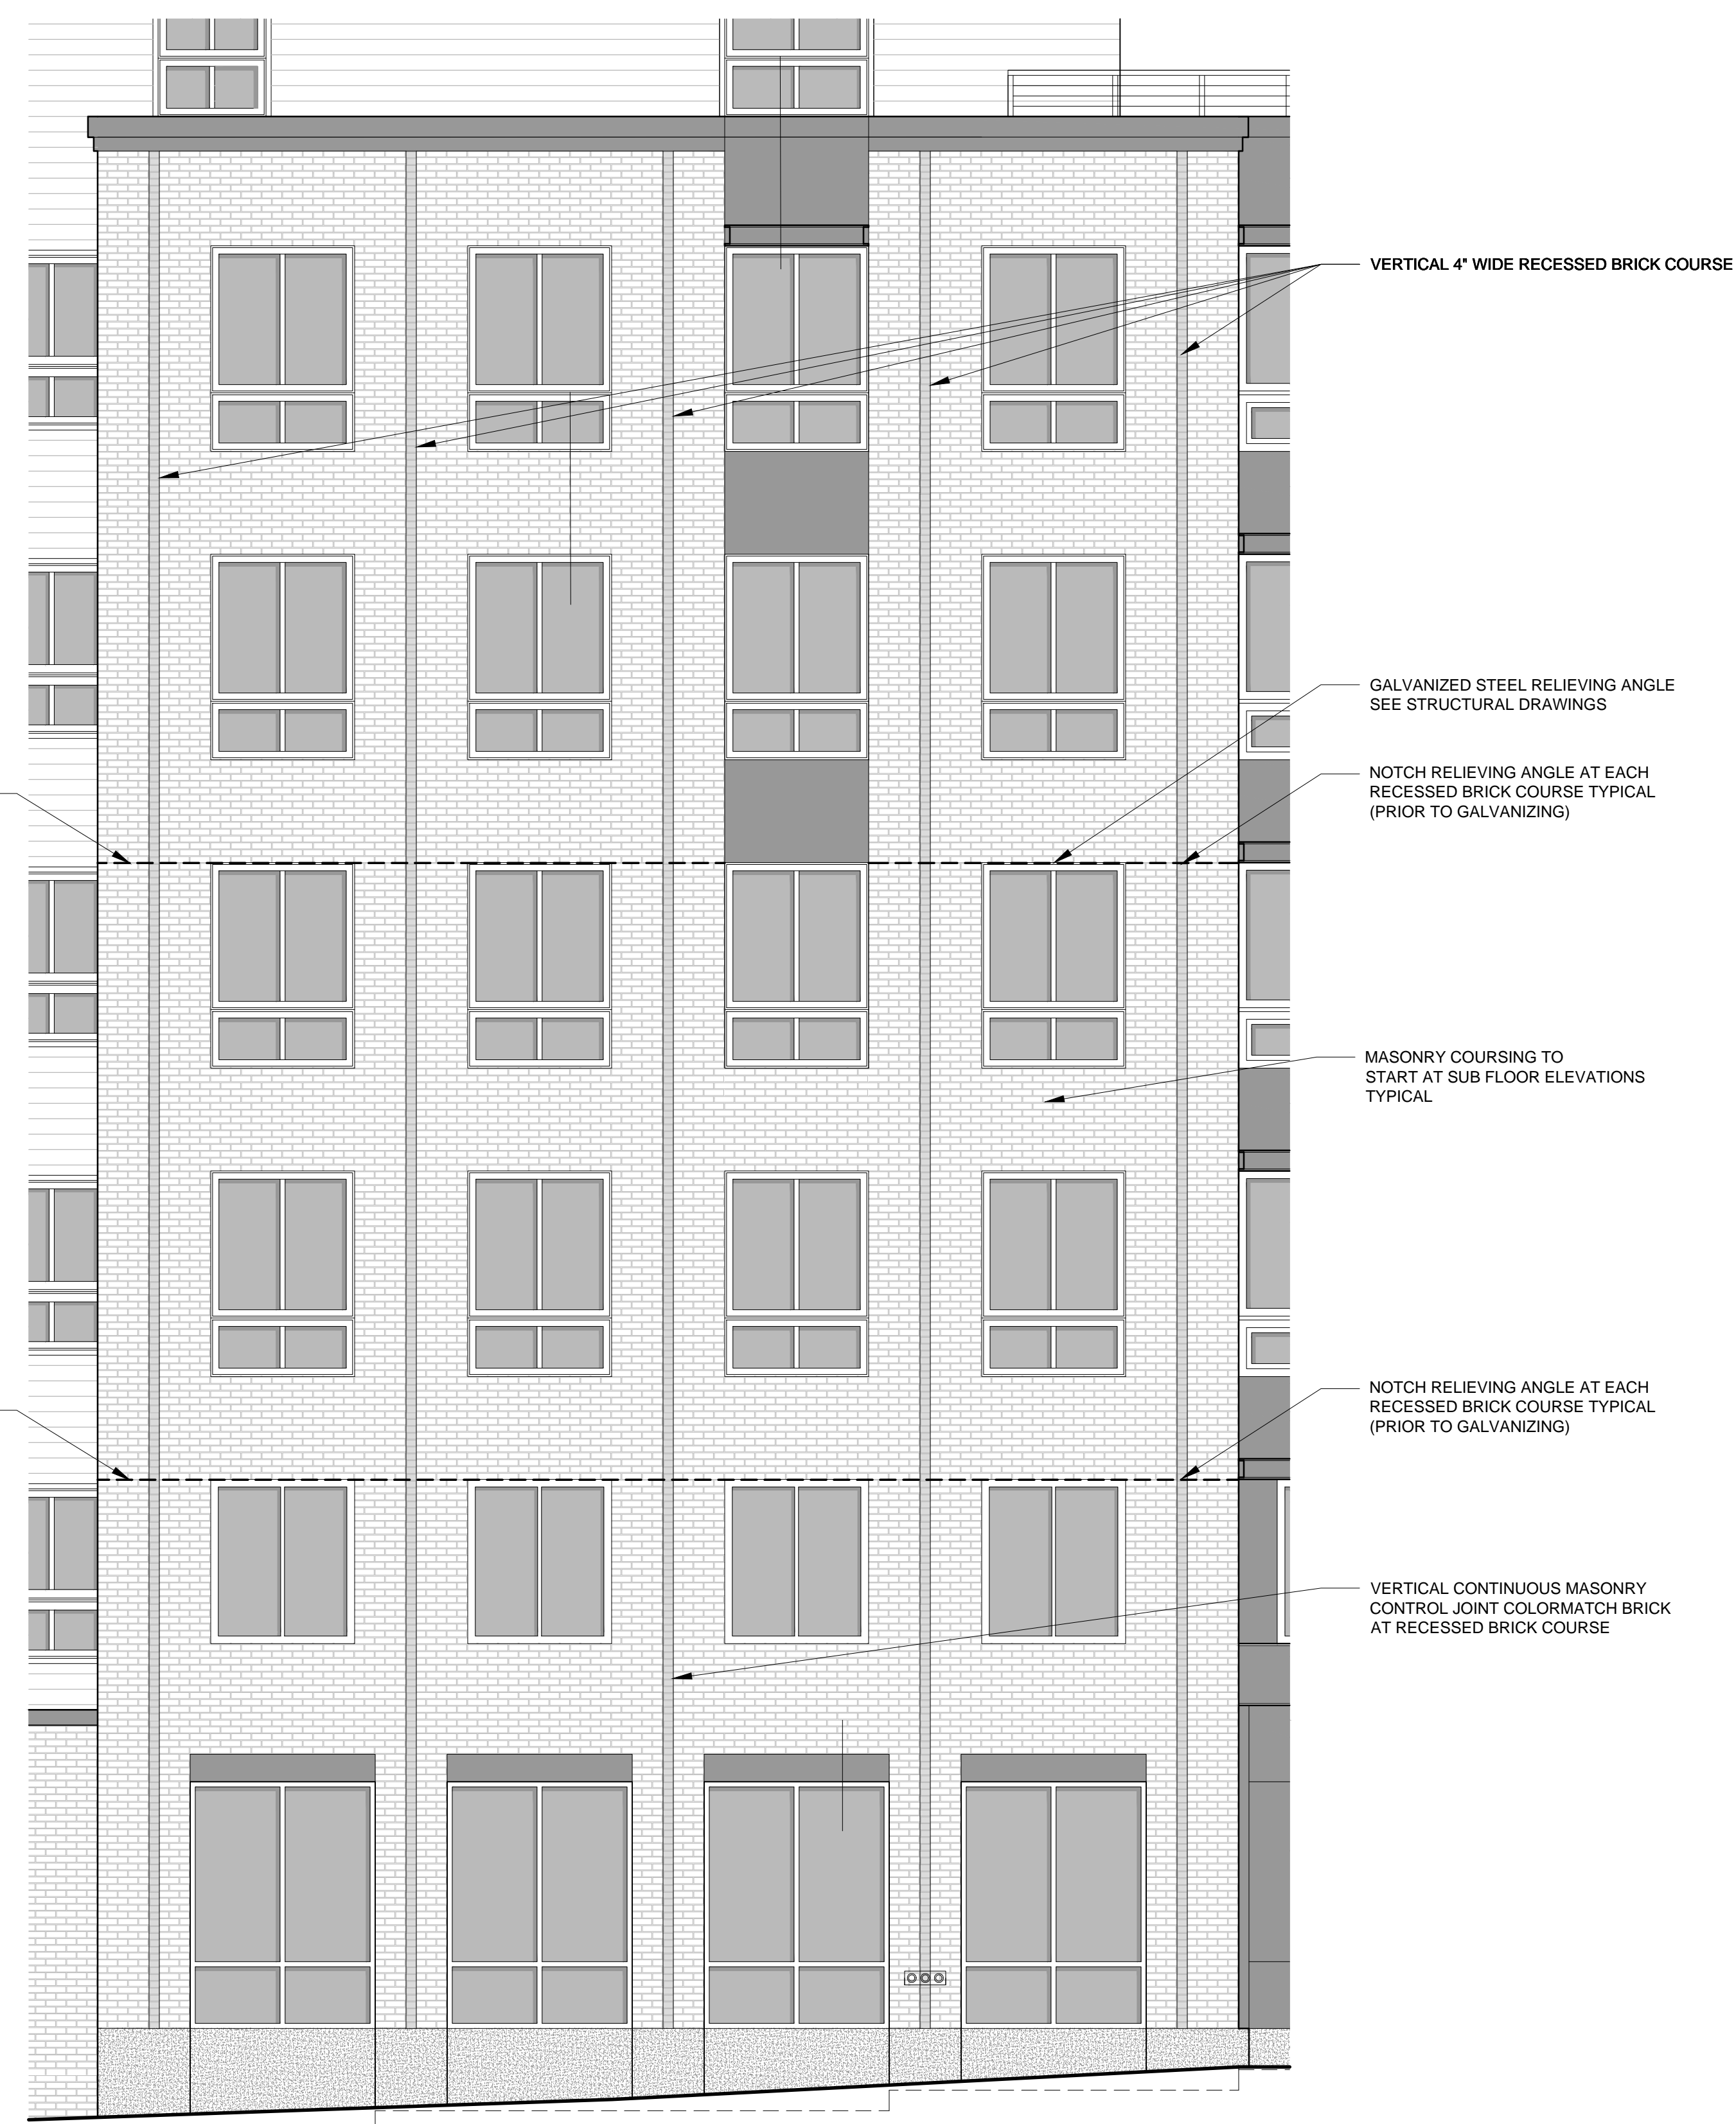 VERTICAL 4" WIDE RECESSED BRICK COURSE
GALVANIZED STEEL RELIEVING ANGLE
SEE STRUCTURAL DRAWINGS
NOTCH RELIEVING ANGLE AT EACH
RECESSED BRICK COURSE TYPICAL
(PRIOR TO GALVANIZING)
MASONRY COURSING TO
START AT SUB FLOOR ELEVATIONS
TYPICAL
NOTCH RELIEVING ANGLE AT EACH
RECESSED BRICK COURSE TYPICAL
(PRIOR TO GALVANIZING)
VERTICAL CONTINUOUS MASONRY
CONTROL JOINT COLORMATCH BRICK
AT RECESSED BRICK COURSE